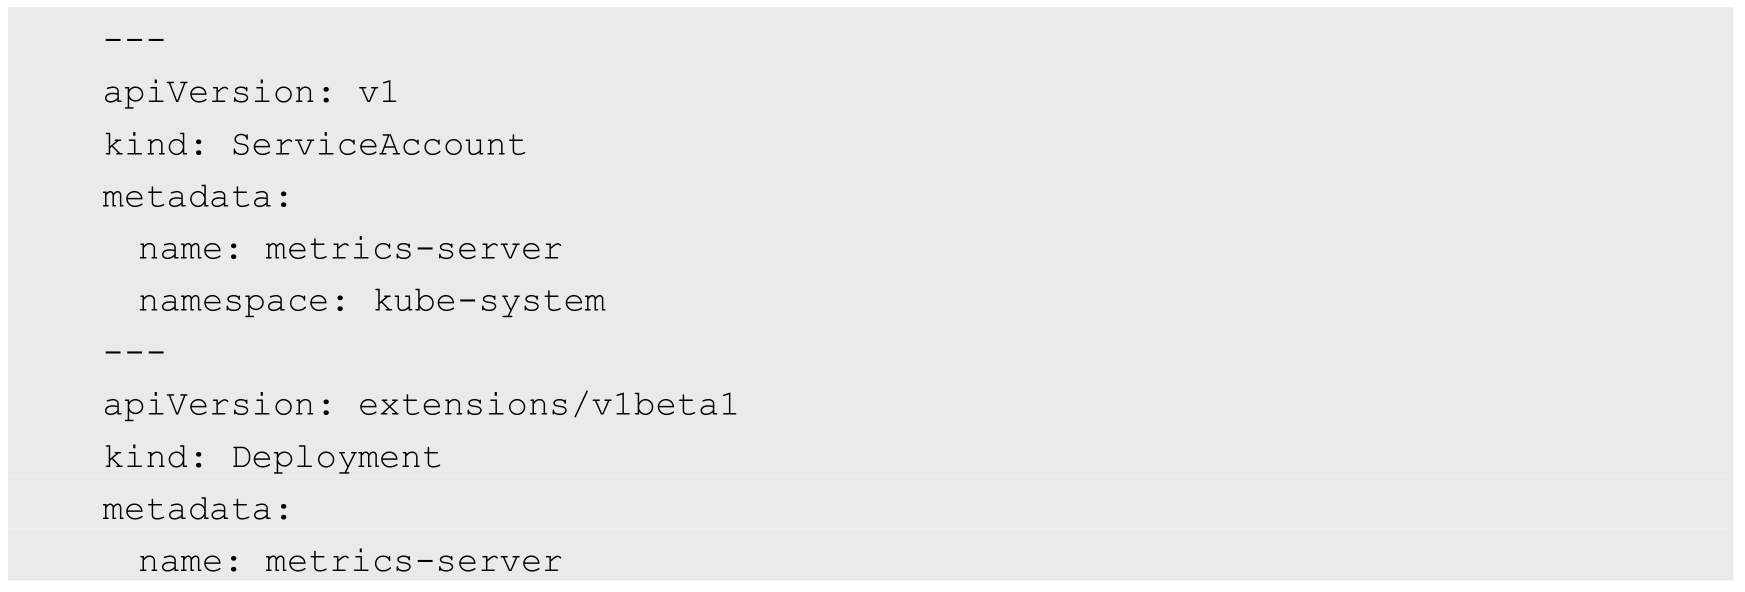 ---
apiVersion: v1
kind: ServiceAccount
metadata:
  name: metrics-server
  namespace: kube-system
---
apiVersion: extensions/v1beta1
kind: Deployment
metadata:
  name: metrics-server